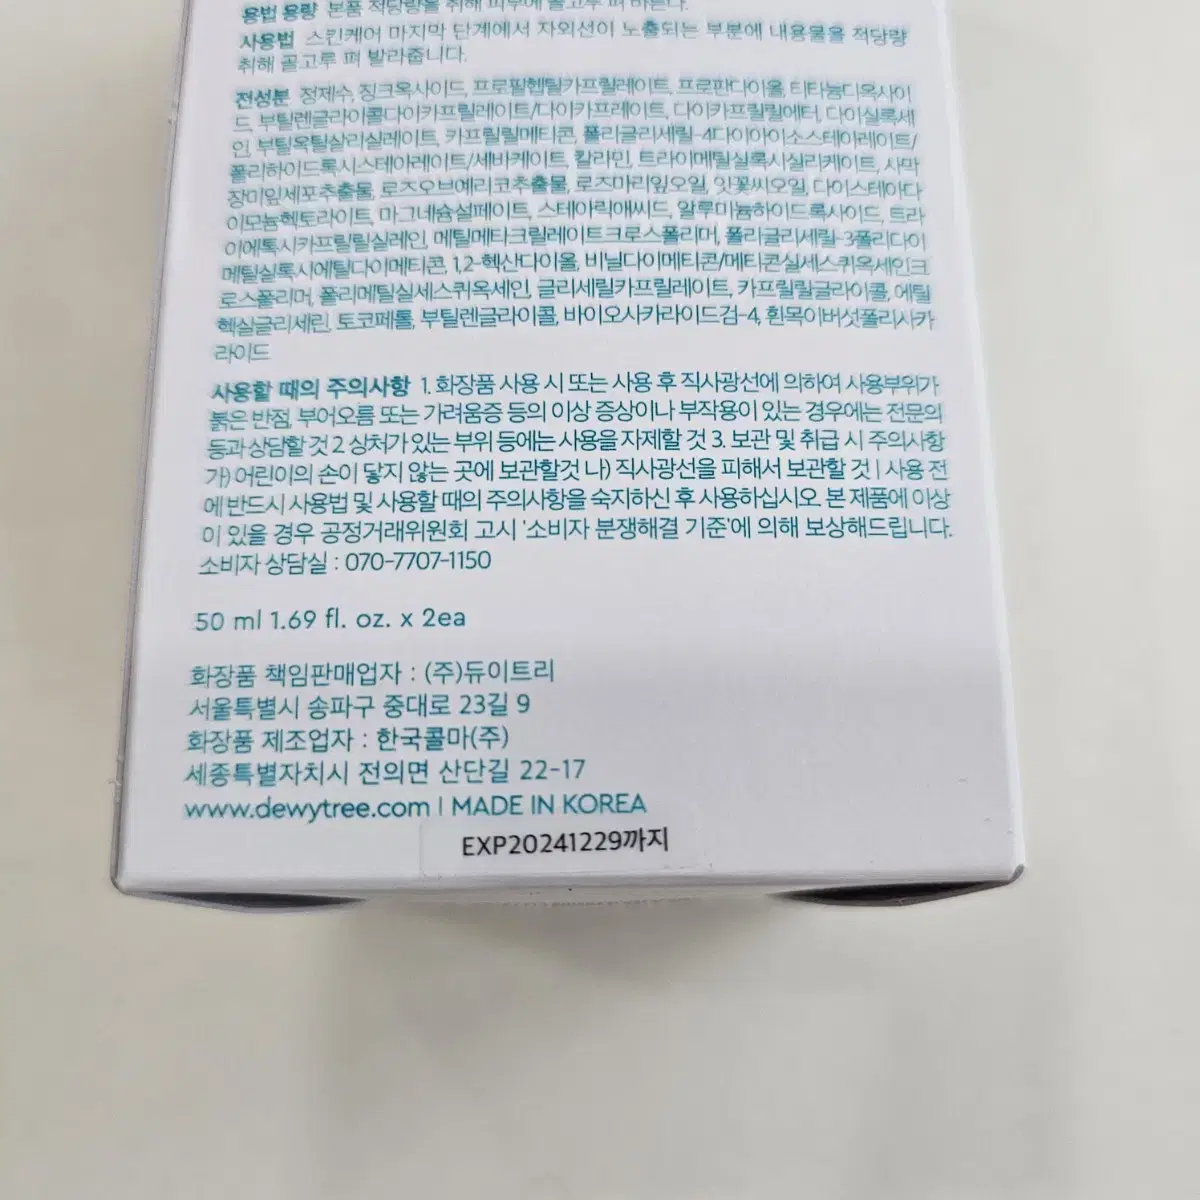 용법 용량 본품 적당량을 취해 피부에 골고루 펴 바른다.
사용법 스킨케어 마지막 단계에서 자외선이 노출되는 부분에 내용물을 적당량
취해 골고루 펴 발라줍니다.
전성분 정제수, 징크옥사이드, 프로필헵틸카프릴레이트, 프로판다이올, 티타늄디옥사이
드, 부틸렌글라이콜다이카프릴레이트/다이카프레이트, 다이카프릴릴에터, 다이실록세
인, 부틸옥틸살리실레이트, 카프릴릴메티콘, 폴리글리세릴-4다이아이소스테아레이트/
폴리하이드록시스테아레이트/세바케이트, 칼라민, 트라이메틸실록시실리케이트, 사막
장미잎세포추출물, 로즈오브예리코추출물, 로즈마리잎오일, 잇꽃씨오일, 다이스테아다
이모늄헥토라이트, 마그네슘설페이트, 스테아릭애씨드, 알루미늄하이드록사이드, 트라
이에톡시카프릴릴실레인, 메틸메타크릴레이트크로스폴리머, 폴리글리세릴-3폴리다이
메틸실록시에틸다이메티콘, 1,2-헥산다이올, 비닐다이메티콘/메티콘실세스퀴옥세인크
로스폴리머, 폴리메틸실세스퀴옥세인, 글리세릴카프릴레이트, 카프릴릴글라이콜, 에틸
헥실글리세린, 토코페롤, 부틸렌글라이콜, 바이오사카라이드검-4, 흰목이버섯폴리사카
라이드
사용할 때의 주의사항 1. 화장품 사용 시 또는 사용 후 직사광선에 의하여 사용부위가
붉은 반점, 부어오름 또는 가려움증 등의 이상 증상이나 부작용이 있는 경우에는 전문의
등과 상담할 것 2. 상처가 있는 부위 등에는 사용을 자제할 것 3. 보관 및 취급 시 주의사항
가) 어린이의 손이 닿지 않는 곳에 보관할것 나) 직사광선을 피해서 보관할 것 | 사용 전
에 반드시 사용법 및 사용할 때의 주의사항을 숙지하신 후 사용하십시오. 본 제품에 이상
이 있을 경우 공정거래위원회 고시 '소비자 분쟁해결 기준'에 의해 보상해드립니다.
소비자 상담실 : 070-7707-1150
50 ml 1.69 fl. oz. x 2ea
화장품 책임판매업자 : (주)듀이트리
서울특별시 송파구 중대로 23길 9
화장품 제조업자 : 한국콜마(주)
세종특별자치시 전의면 산단길 22-17
www.dewytree.com | MADE IN KOREA
EXP20241229까지